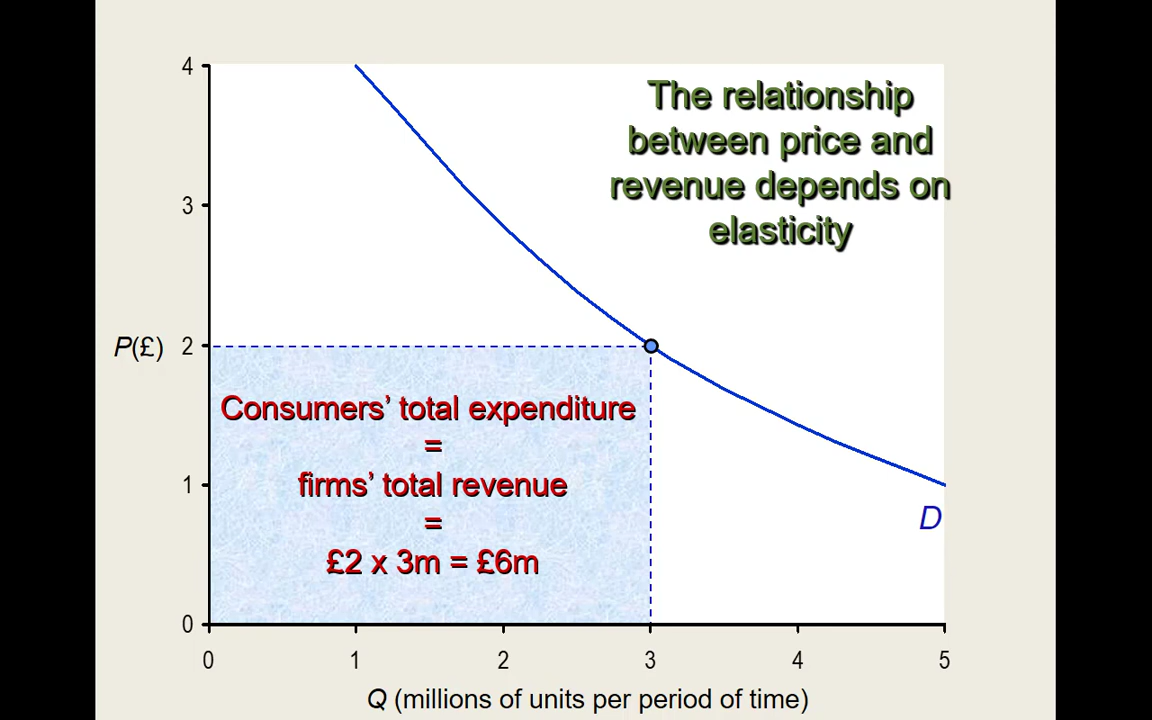 The relationship
between price and
revenue depends on
elasticity
4
3
P(£) 2
1
0
Consumers’ total expenditure
=
firms’ total revenue
=
£2 x 3m = £6m
D
0 1 2 3 4 5
Q (millions of units per period of time)